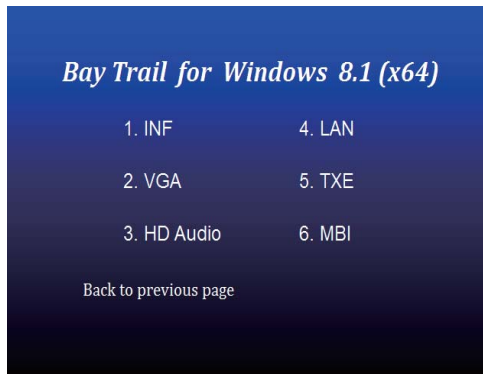 Bay Trail for Windows 8.1 (x64)
1. INF
4. LAN
2. VGA
5. TXE
3. HD Audio
6. MBI
Back to previous page